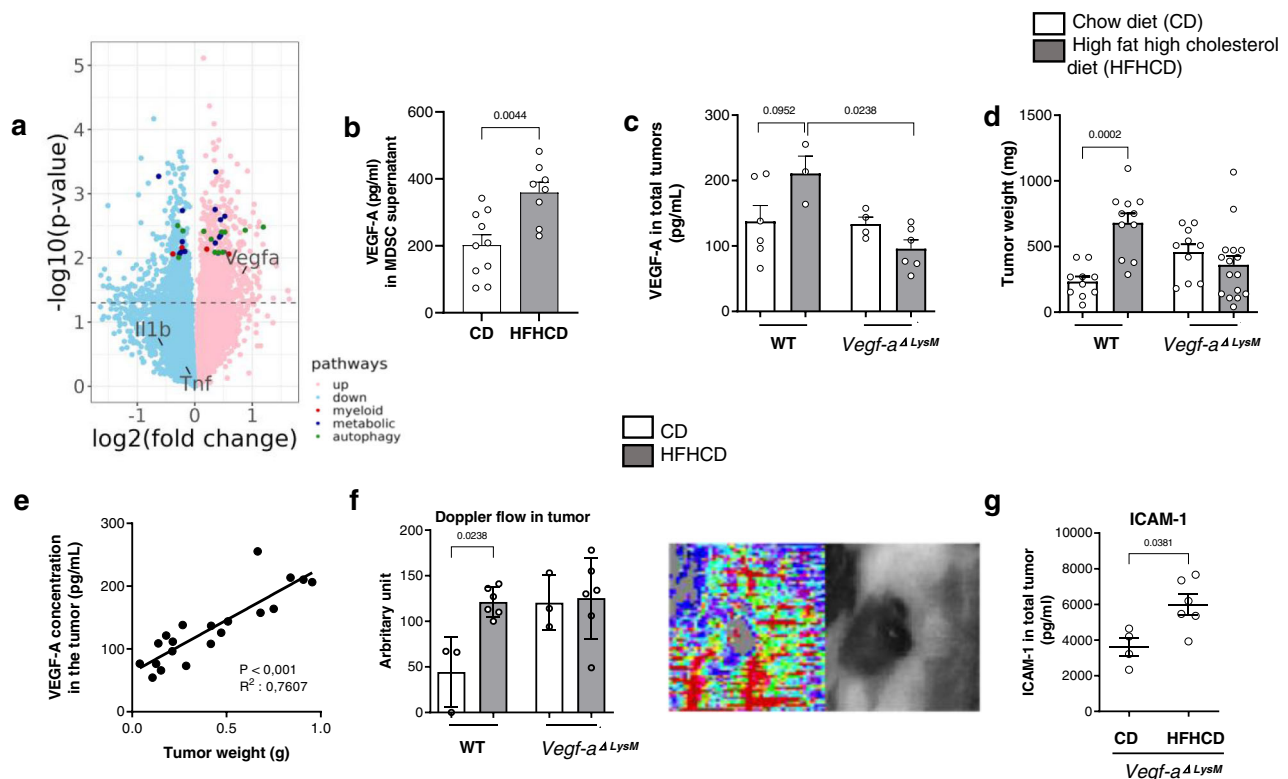 Chow diet (CD)
High fat high cholesterol
diet (HFHCD)
a
-log10(p-value)
5
4
3
2
1
0
Vegfa
Il1b
Tnf
-1
0
1
log2(fold change)
pathways
up
down
myeloid
metabolic
autophagy
b
VEGF-A (pg/ml)
in MDSC supernatant
600
400
200
0
0.0044
CD
HFHCD
c
VEGF-A in total tumors
(pg/mL)
300
200
100
0
0.0952
0.0238
WT
Vegf-a Δ LysM
d
Tumor weight (mg)
1500
1000
500
0
0.0002
WT
Vegf-a Δ LysM
CD
HFHCD
e
VEGF-A concentration
in the tumor (pg/mL)
300
200
100
0
P < 0,001
R² : 0,7607
0.0
0.5
1.0
Tumor weight (g)
f
Doppler flow in tumor
Arbritary unit
200
150
100
50
0
0.0238
WT
Vegf-a Δ LysM
g
ICAM-1
ICAM-1 in total tumor
(pg/ml)
10000
8000
6000
4000
2000
0
0.0381
CD
HFHCD
Vegf-a Δ LysM